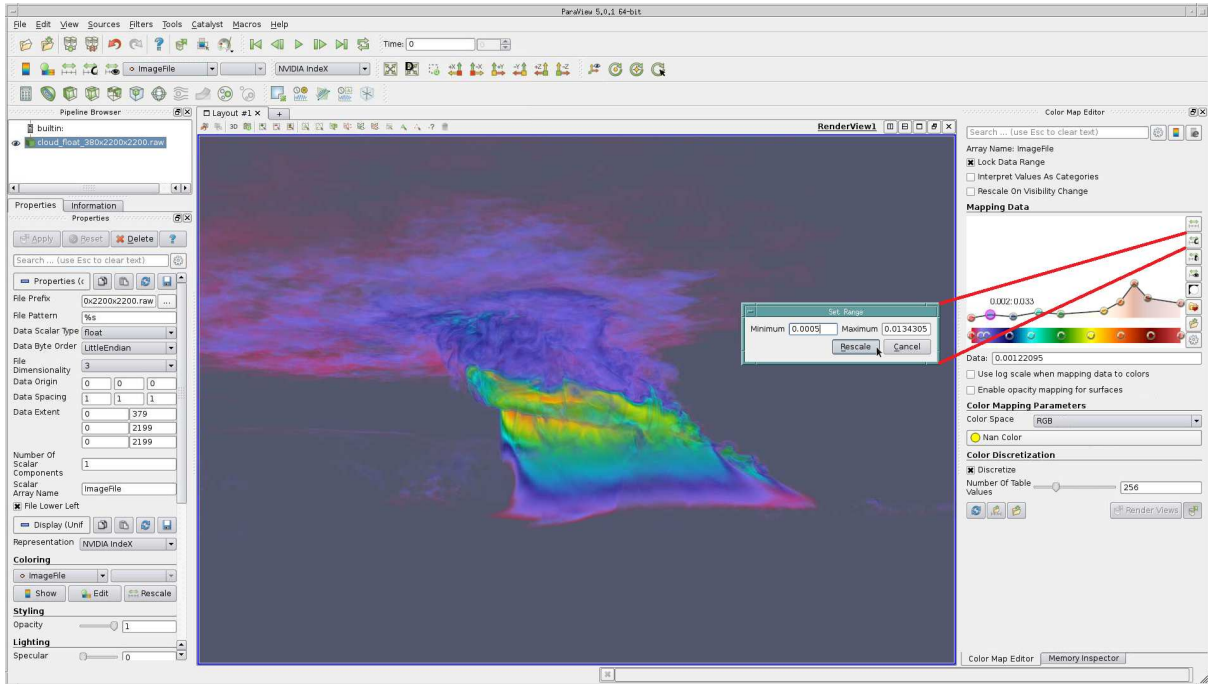 ParaView 5.0.1 64-bit
File Edit View Sources Filters Tools Catalyst Macros Help
Time: 0 0
ImageFile NVIDIA IndeX
Pipeline Browser
builtin:
cloud_float_380x2200x2200.raw
Properties Information
Properties
Apply Reset Delete ?
Search ... (use Esc to clear text)
Properties (c
File Prefix 0x2200x2200.raw ...
File Pattern %s
Data Scalar Type float
Data Byte Order LittleEndian
File Dimensionality 3
Data Origin 0 0 0
Data Spacing 1 1 1
Data Extent 0 379
0 2199
0 2199
Number Of Scalar Components 1
Scalar Array Name ImageFile
File Lower Left
Display (Unif
Representation NVIDIA IndeX
Coloring
ImageFile
Show Edit Rescale
Styling
Opacity 1
Lighting
Specular 0
Layout #1 +
3D RenderView1
Set Range
Minimum 0.0005 Maximum 0.0134305
Rescale Cancel
Color Map Editor
Search ... (use Esc to clear text)
Array Name: ImageFile
Lock Data Range
Interpret Values As Categories
Rescale On Visibility Change
Mapping Data
0.002:0.033
Data: 0.00122095
Use log scale when mapping data to colors
Enable opacity mapping for surfaces
Color Mapping Parameters
Color Space RGB
Nan Color
Color Discretization
Discretize
Number Of Table Values 256
Render Views
Color Map Editor Memory Inspector